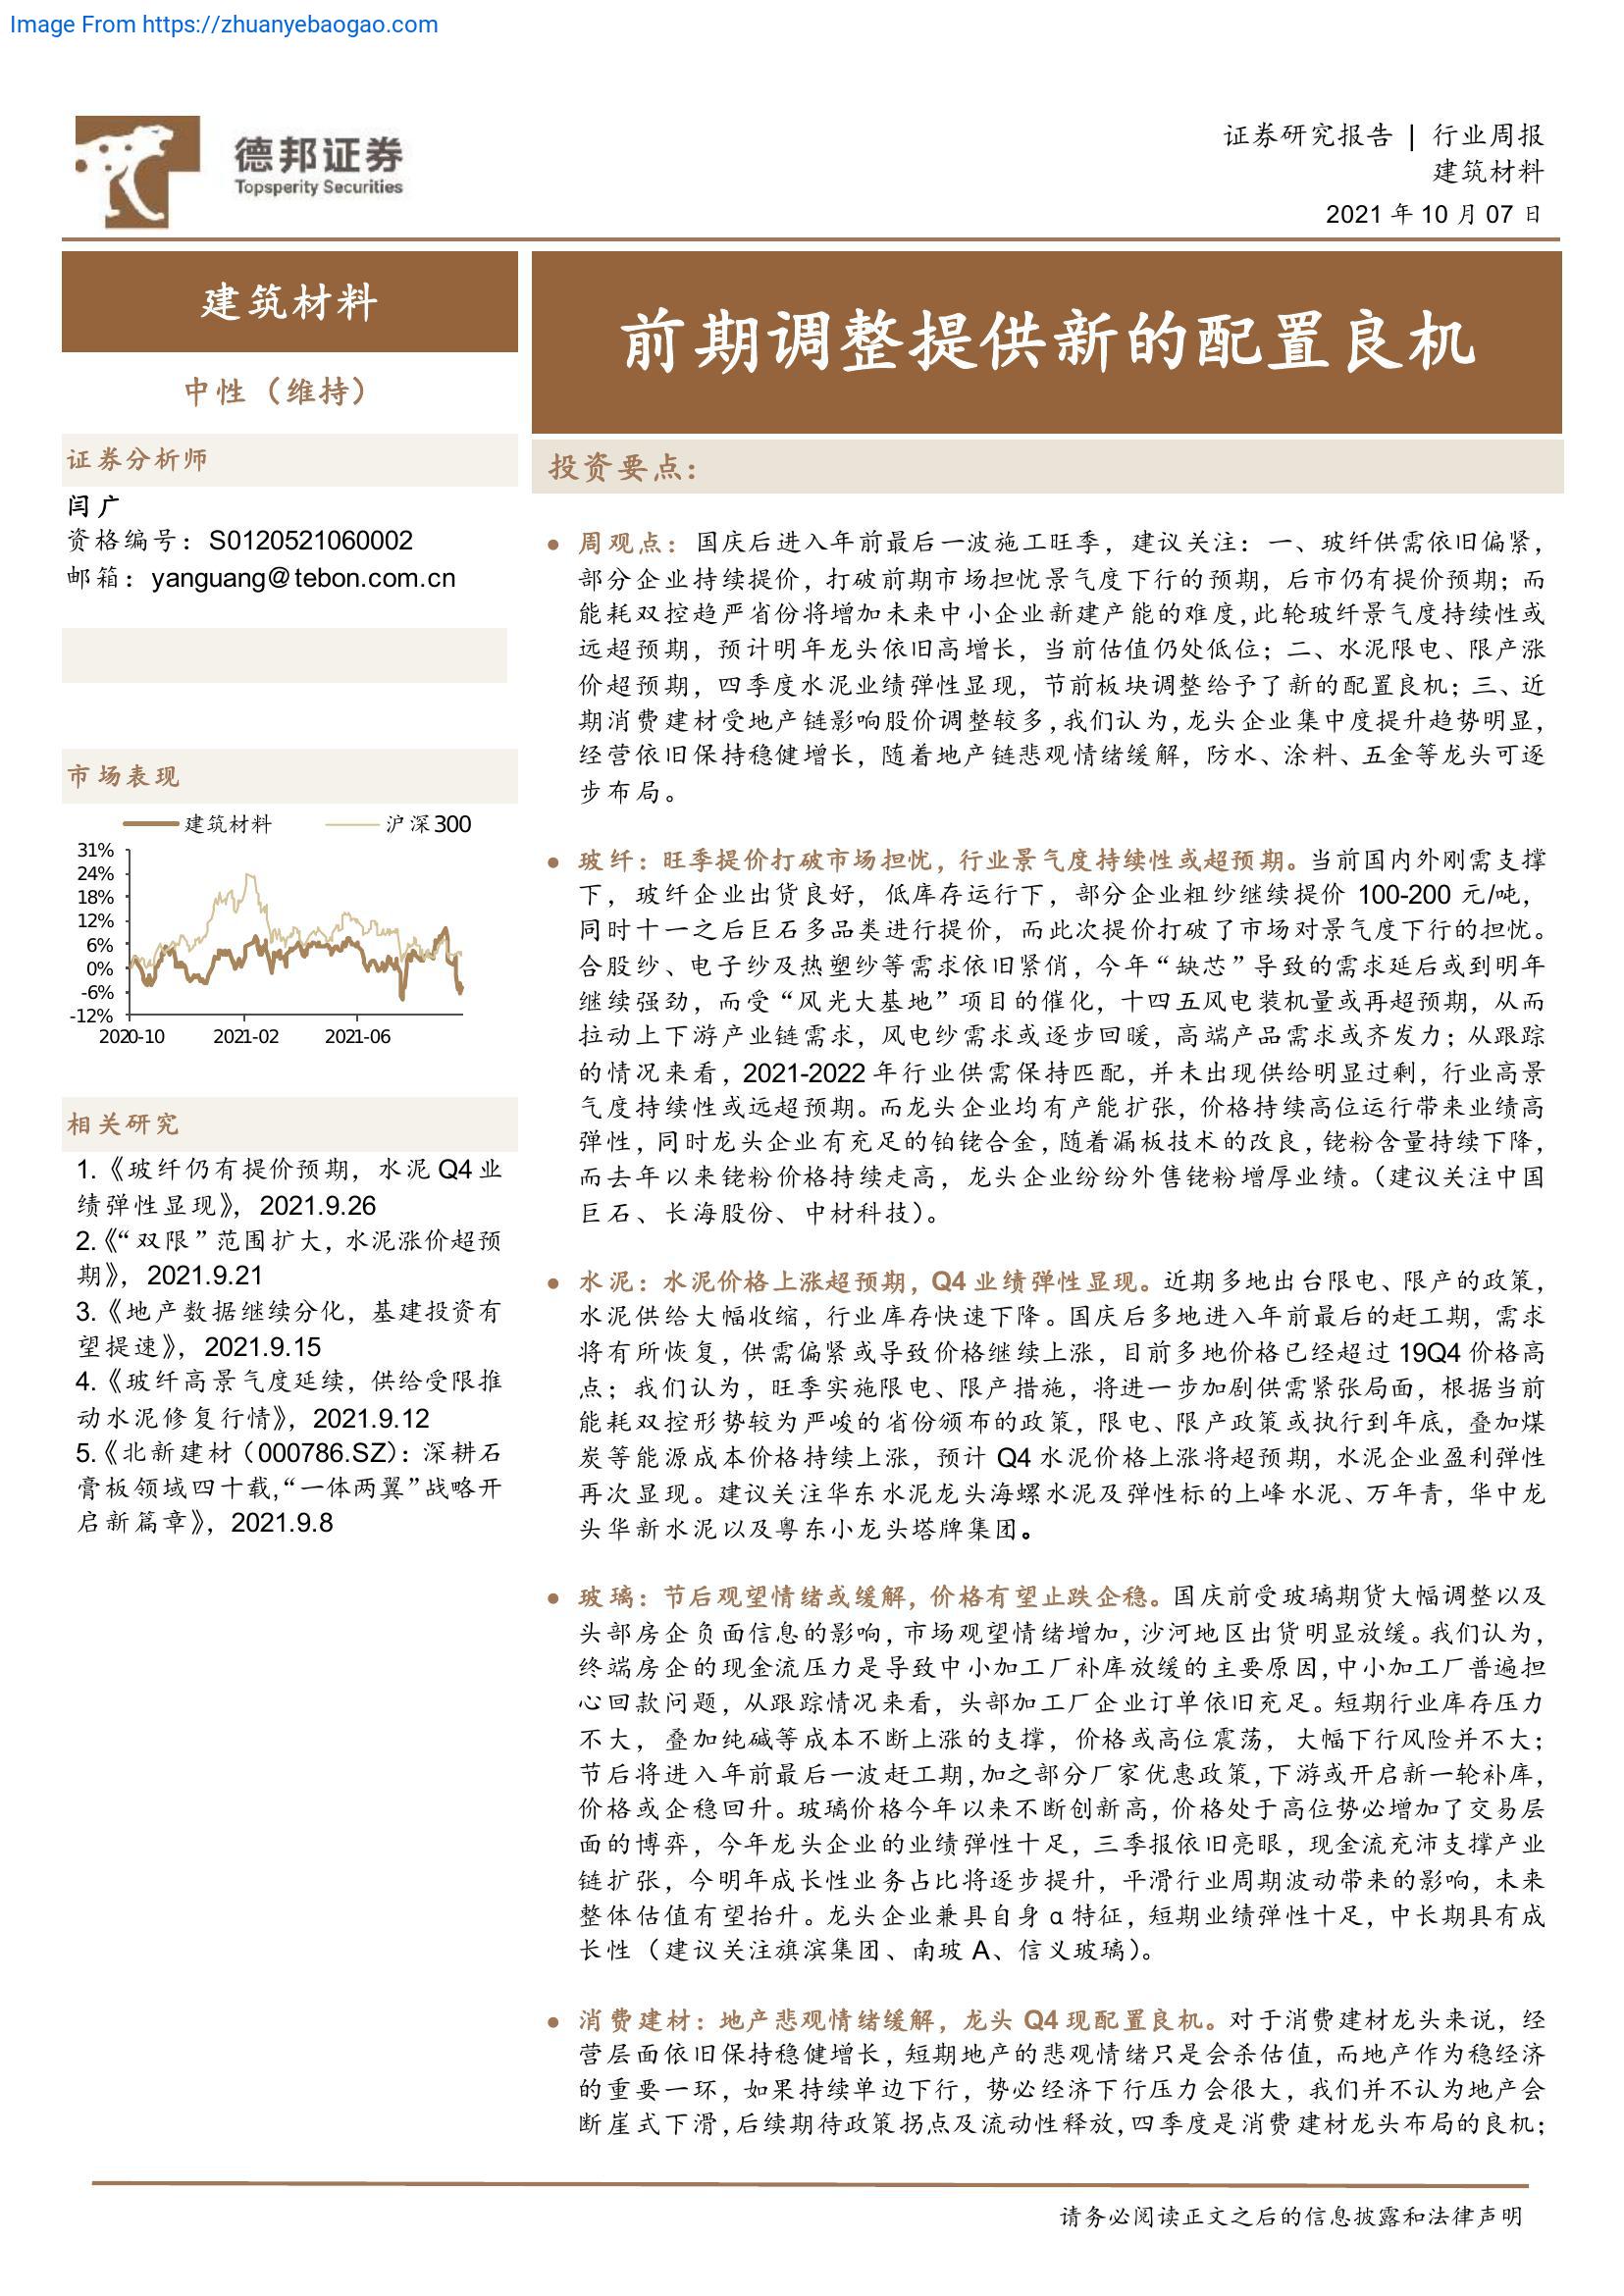 Image From https://zhuanyebaogao.com
德邦证券
Topsperity Securities
证券研究报告 | 行业周报
建筑材料
2021 年 10 月 07 日
建筑材料
中性（维持）
证券分析师
闫广
资格编号：S0120521060002
邮箱：yanguang@tebon.com.cn
市场表现
建筑材料
沪深300
31%
24%
18%
12%
6%
0%
-6%
-12%
2020-10
2021-02
2021-06
相关研究
1.《玻纤仍有提价预期，水泥 Q4 业
绩弹性显现》，2021.9.26
2.《“双限”范围扩大，水泥涨价超预
期》，2021.9.21
3.《地产数据继续分化，基建投资有
望提速》，2021.9.15
4.《玻纤高景气度延续，供给受限推
动水泥修复行情》，2021.9.12
5.《北新建材（000786.SZ）：深耕石
膏板领域四十载,“一体两翼”战略开
启新篇章》，2021.9.8
前期调整提供新的配置良机
投资要点：
● 周观点：国庆后进入年前最后一波施工旺季，建议关注：一、玻纤供需依旧偏紧，
部分企业持续提价，打破前期市场担忧景气度下行的预期，后市仍有提价预期；而
能耗双控趋严省份将增加未来中小企业新建产能的难度，此轮玻纤景气度持续性或
远超预期，预计明年龙头依旧高增长，当前估值仍处低位；二、水泥限电、限产涨
价超预期，四季度水泥业绩弹性显现，节前板块调整给予了新的配置良机；三、近
期消费建材受地产链影响股价调整较多，我们认为，龙头企业集中度提升趋势明显，
经营依旧保持稳健增长，随着地产链悲观情绪缓解，防水、涂料、五金等龙头可逐
步布局。
● 玻纤：旺季提价打破市场担忧，行业景气度持续性或超预期。当前国内外刚需支撑
下，玻纤企业出货良好，低库存运行下，部分企业粗纱继续提价 100-200 元/吨，
同时十一之后巨石多品类进行提价，而此次提价打破了市场对景气度下行的担忧。
合股纱、电子纱及热塑纱等需求依旧紧俏，今年“缺芯”导致的需求延后或到明年
继续强劲，而受“风光大基地”项目的催化，十四五风电装机量或再超预期，从而
拉动上下游产业链需求，风电纱需求或逐步回暖，高端产品需求或齐发力；从跟踪
的情况来看，2021-2022 年行业供需保持匹配，并未出现供给明显过剩，行业高景
气度持续性或远超预期。而龙头企业均有产能扩张，价格持续高位运行带来业绩高
弹性，同时龙头企业有充足的铂铑合金，随着漏板技术的改良，铑粉含量持续下降，
而去年以来铑粉价格持续走高，龙头企业纷纷外售铑粉增厚业绩。（建议关注中国
巨石、长海股份、中材科技）。
● 水泥：水泥价格上涨超预期，Q4 业绩弹性显现。近期多地出台限电、限产的政策，
水泥供给大幅收缩，行业库存快速下降。国庆后多地进入年前最后的赶工期，需求
将有所恢复，供需偏紧或导致价格继续上涨，目前多地价格已经超过 19Q4 价格高
点；我们认为，旺季实施限电、限产措施，将进一步加剧供需紧张局面，根据当前
能耗双控形势较为严峻的省份颁布的政策，限电、限产政策或执行到年底，叠加煤
炭等能源成本价格持续上涨，预计 Q4 水泥价格上涨将超预期，水泥企业盈利弹性
再次显现。建议关注华东水泥龙头海螺水泥及弹性标的上峰水泥、万年青，华中龙
头华新水泥以及粤东小龙头塔牌集团。
● 玻璃：节后观望情绪或缓解，价格有望止跌企稳。国庆前受玻璃期货大幅调整以及
头部房企负面信息的影响，市场观望情绪增加，沙河地区出货明显放缓。我们认为，
终端房企的现金流压力是导致中小加工厂补库放缓的主要原因，中小加工厂普遍担
心回款问题，从跟踪情况来看，头部加工厂企业订单依旧充足。短期行业库存压力
不大，叠加纯碱等成本不断上涨的支撑，价格或高位震荡，大幅下行风险并不大；
节后将进入年前最后一波赶工期，加之部分厂家优惠政策，下游或开启新一轮补库，
价格或企稳回升。玻璃价格今年以来不断创新高，价格处于高位势必增加了交易层
面的博弈，今年龙头企业的业绩弹性十足，三季报依旧亮眼，现金流充沛支撑产业
链扩张，今明年成长性业务占比将逐步提升，平滑行业周期波动带来的影响，未来
整体估值有望抬升。龙头企业兼具自身 α 特征，短期业绩弹性十足，中长期具有成
长性（建议关注旗滨集团、南玻 A、信义玻璃）。
● 消费建材：地产悲观情绪缓解，龙头 Q4 现配置良机。对于消费建材龙头来说，经
营层面依旧保持稳健增长，短期地产的悲观情绪只是会杀估值，而地产作为稳经济
的重要一环，如果持续单边下行，势必经济下行压力会很大，我们并不认为地产会
断崖式下滑，后续期待政策拐点及流动性释放，四季度是消费建材龙头布局的良机；
请务必阅读正文之后的信息披露和法律声明